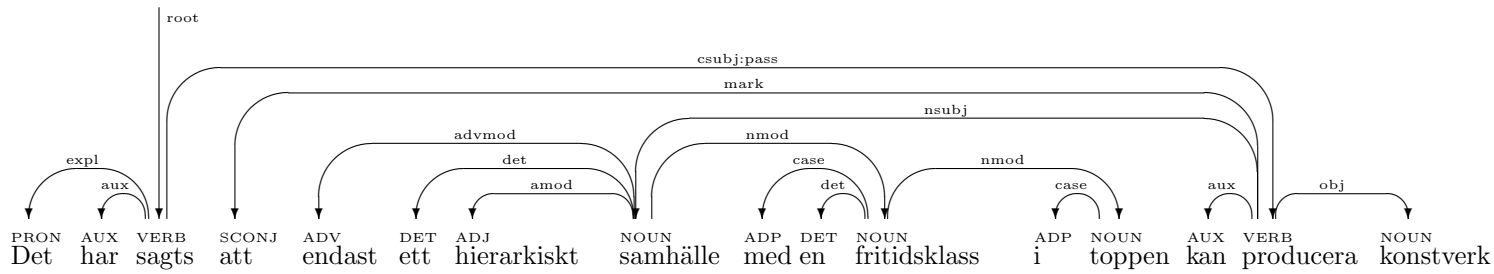 root
csubj:pass
mark
nsubj
advmod nmod
expl det case nmod
aux amod det case aux obj
PRON AUX VERB SCONJ ADV DET ADJ NOUN ADP DET NOUN ADP NOUN AUX VERB NOUN
Det har sagts att endast ett hierarkiskt samhälle med en fritidsklass i toppen kan producera konstverk